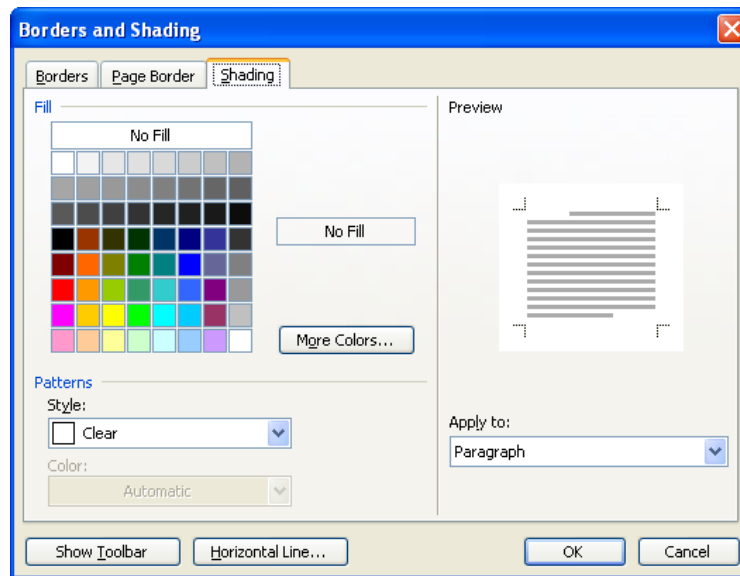 Borders and Shading
Borders
Page Border
Shading
Fill
No Fill
No Fill
More Colors...
Patterns
Style:
Clear
Color:
Automatic
Preview
Apply to:
Paragraph
Show Toolbar
Horizontal Line...
OK
Cancel